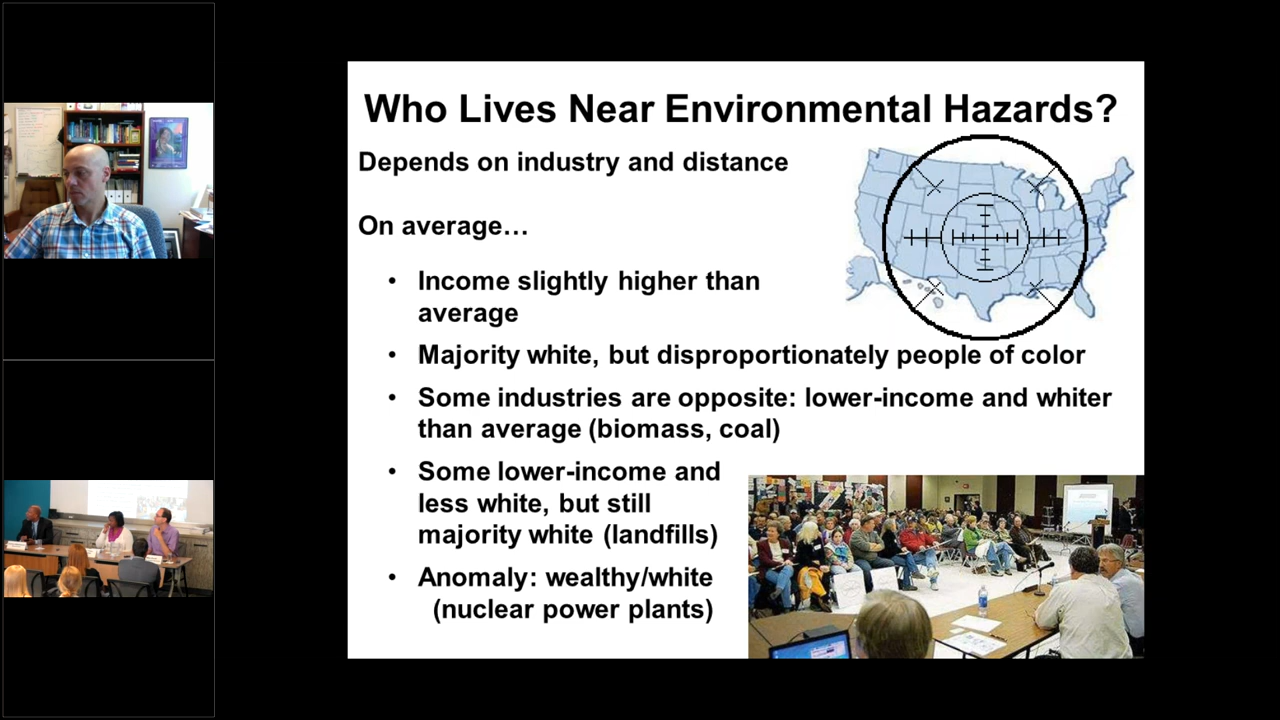 Who Lives Near Environmental Hazards?
Depends on industry and distance
On average…
• Income slightly higher than
average
• Majority white, but disproportionately people of color
• Some industries are opposite: lower-income and whiter
than average (biomass, coal)
• Some lower-income and
less white, but still
majority white (landfills)
• Anomaly: wealthy/white
(nuclear power plants)